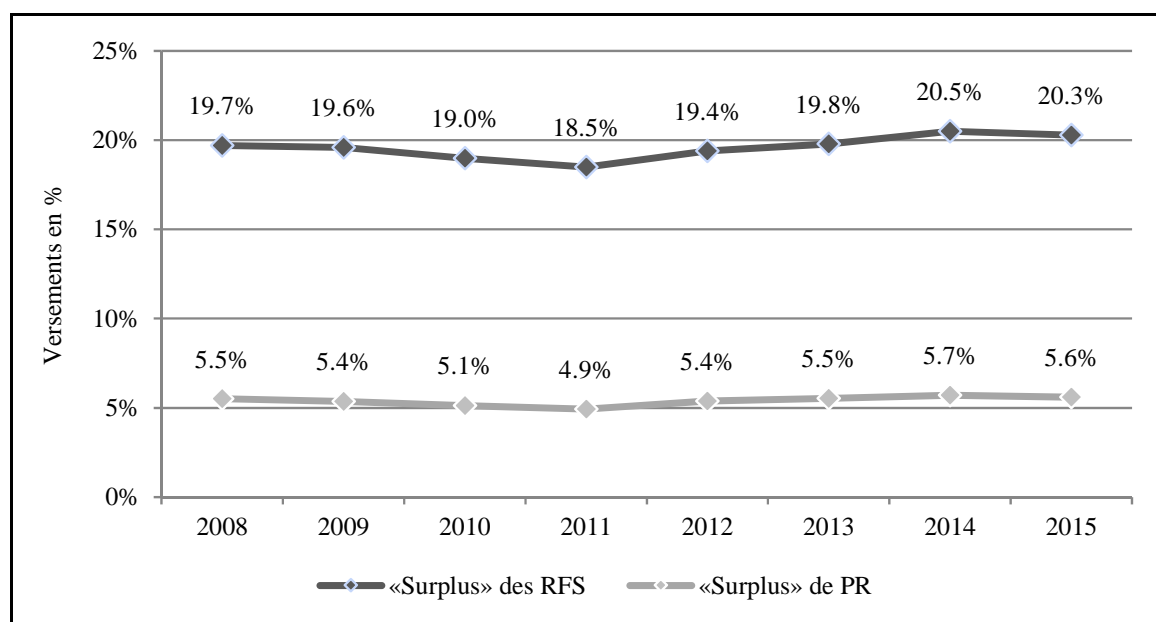 25%
19.7% 19.6% 19.0% 18.5% 19.4% 19.8% 20.5% 20.3%
20%
15%
10%
5.5% 5.4% 5.1% 4.9% 5.4% 5.5% 5.7% 5.6%
5%
0%
Versements en %
2008 2009 2010 2011 2012 2013 2014 2015
«Surplus» des RFS «Surplus» de PR